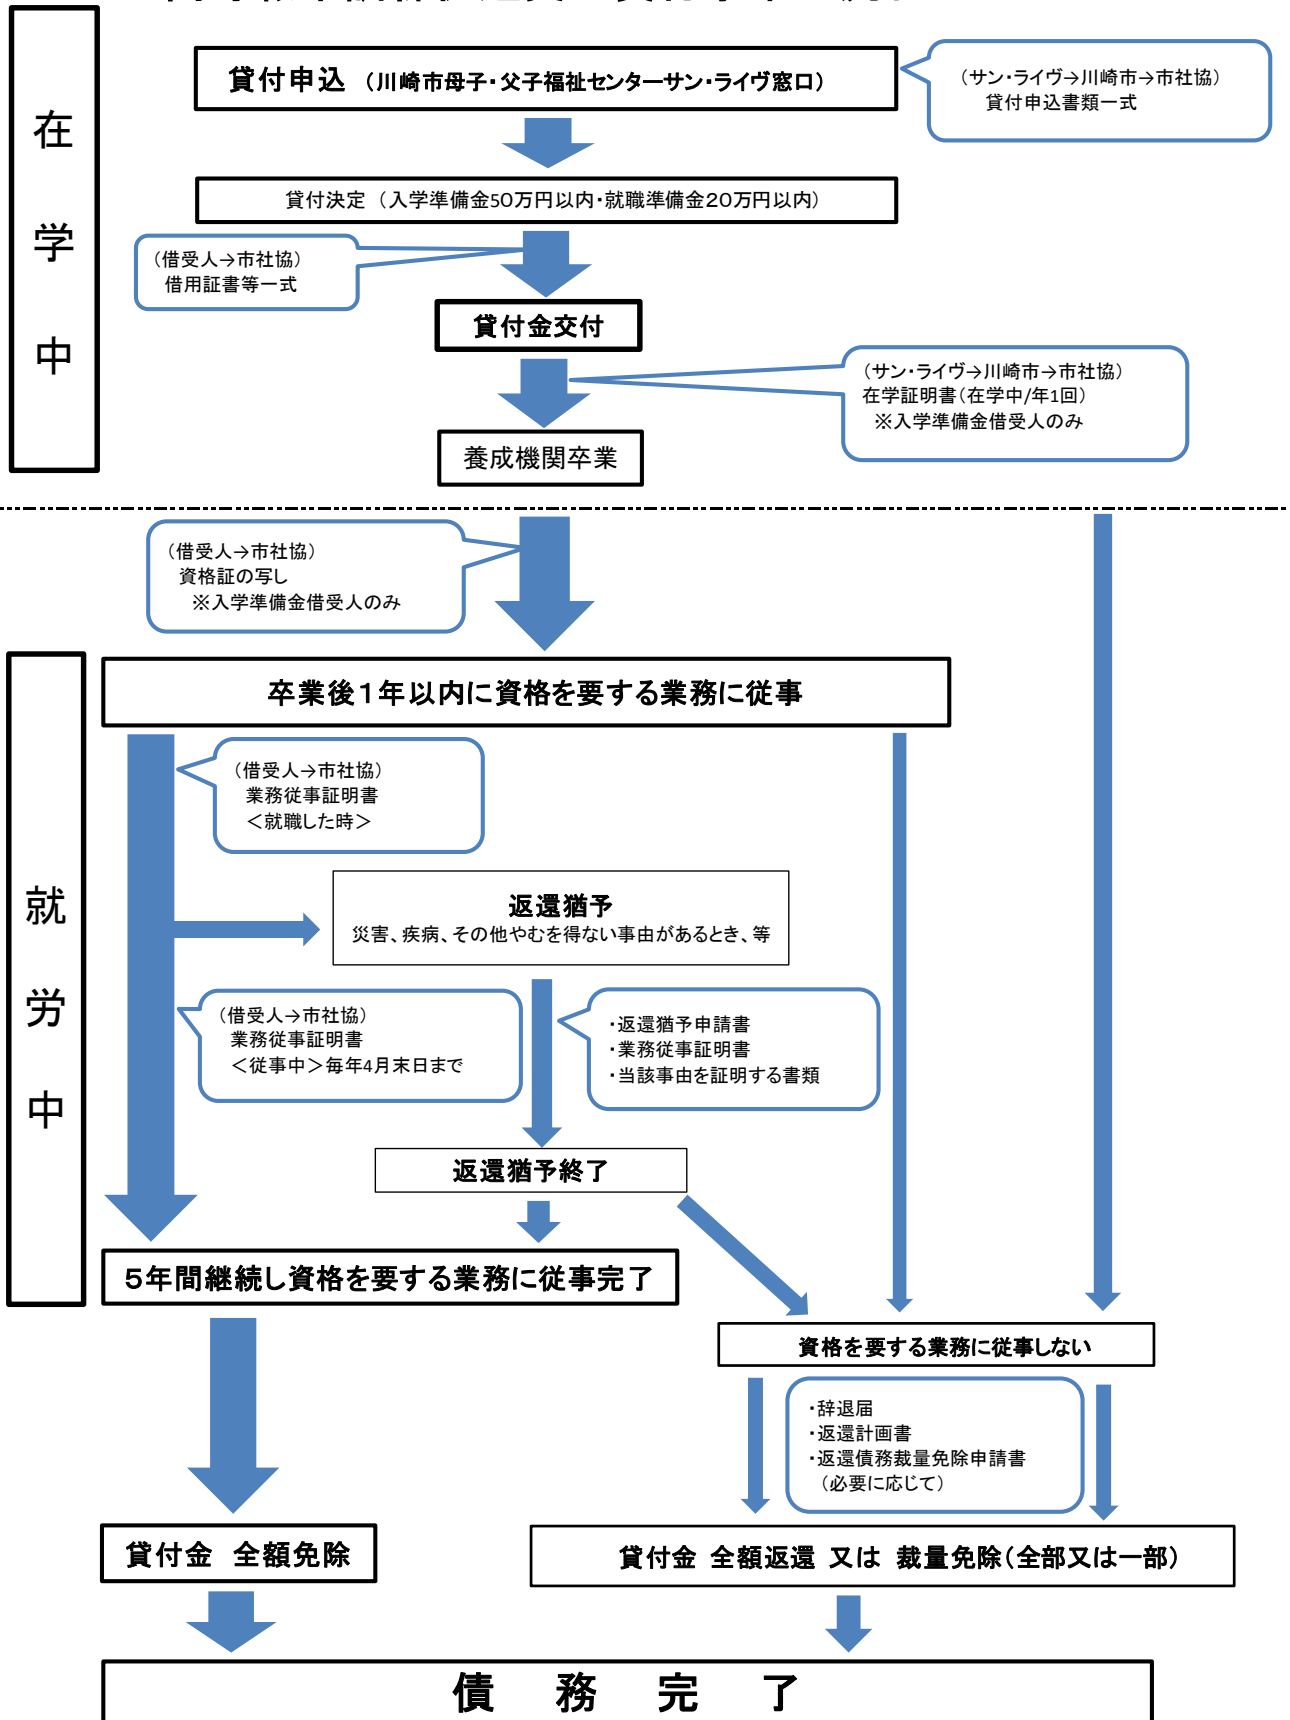 在学中
貸付申込 （川崎市母子・父子福祉センターサン・ライヴ窓口）
（サン・ライヴ→川崎市→市社協）
貸付申込書類一式
貸付決定 （入学準備金50万円以内・就職準備金20万円以内）
（借受人→市社協）
借用証書等一式
貸付金交付
（サン・ライヴ→川崎市→市社協）
在学証明書（在学中/年1回）
※入学準備金借受人のみ
養成機関卒業
（借受人→市社協）
資格証の写し
※入学準備金借受人のみ
就労中
卒業後１年以内に資格を要する業務に従事
（借受人→市社協）
業務従事証明書
＜就職した時＞
返還猶予
災害、疾病、その他やむを得ない事由があるとき、等
（借受人→市社協）
業務従事証明書
＜従事中＞毎年4月末日まで
・返還猶予申請書
・業務従事証明書
・当該事由を証明する書類
返還猶予終了
５年間継続し資格を要する業務に従事完了
資格を要する業務に従事しない
・辞退届
・返還計画書
・返還債務裁量免除申請書
（必要に応じて）
貸付金 全額免除
貸付金 全額返還 又は 裁量免除（全部又は一部）
債 務 完 了